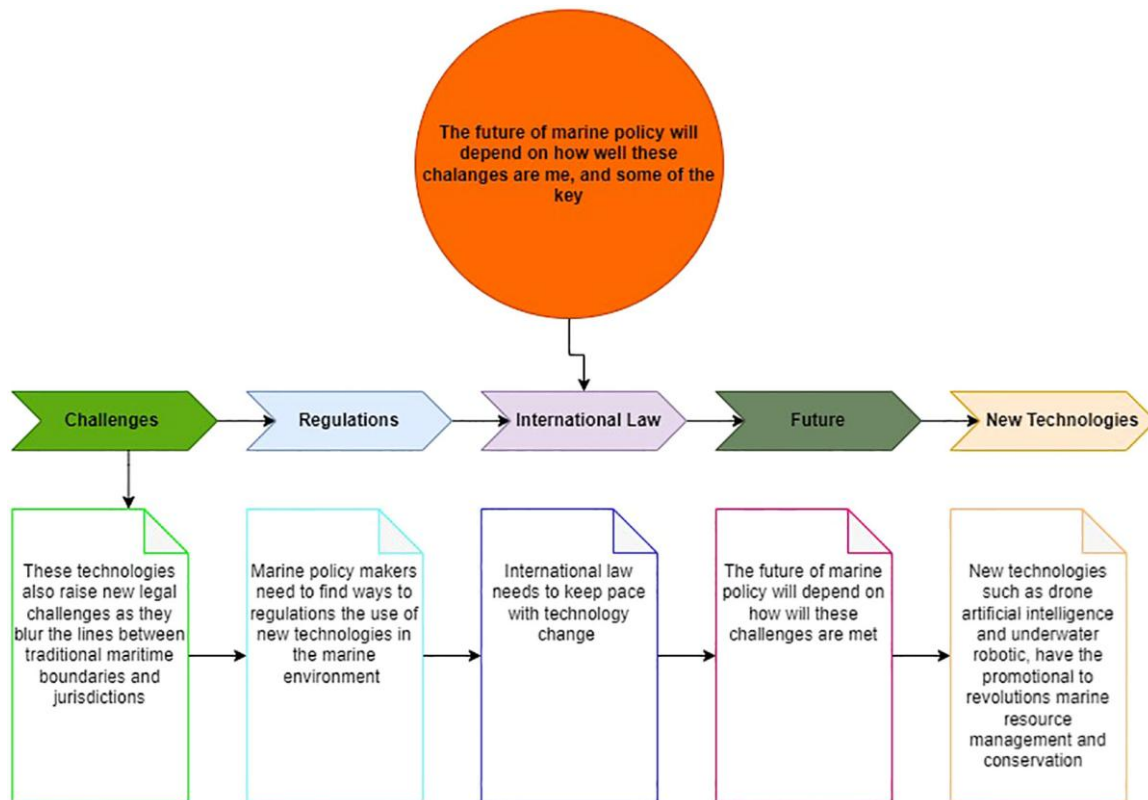 The future of marine policy will
depend on how well these
chalanges are me, and some of the
key
Challenges
Regulations
International Law
Future
New Technologies
These technologies
also raise new legal
challenges as they
blur the lines between
traditional maritime
boundaries and
jurisdictions
Marine policy makers
need to find ways to
regulations the use of
new technologies in
the marine
environment
International law
needs to keep pace
with technology
change
The future of marine
policy will depend on
how will these
challenges are met
New technologies
such as drone
artificial intelligence
and underwater
robotic, have the
promotional to
revolutions marine
resource
management and
conservation